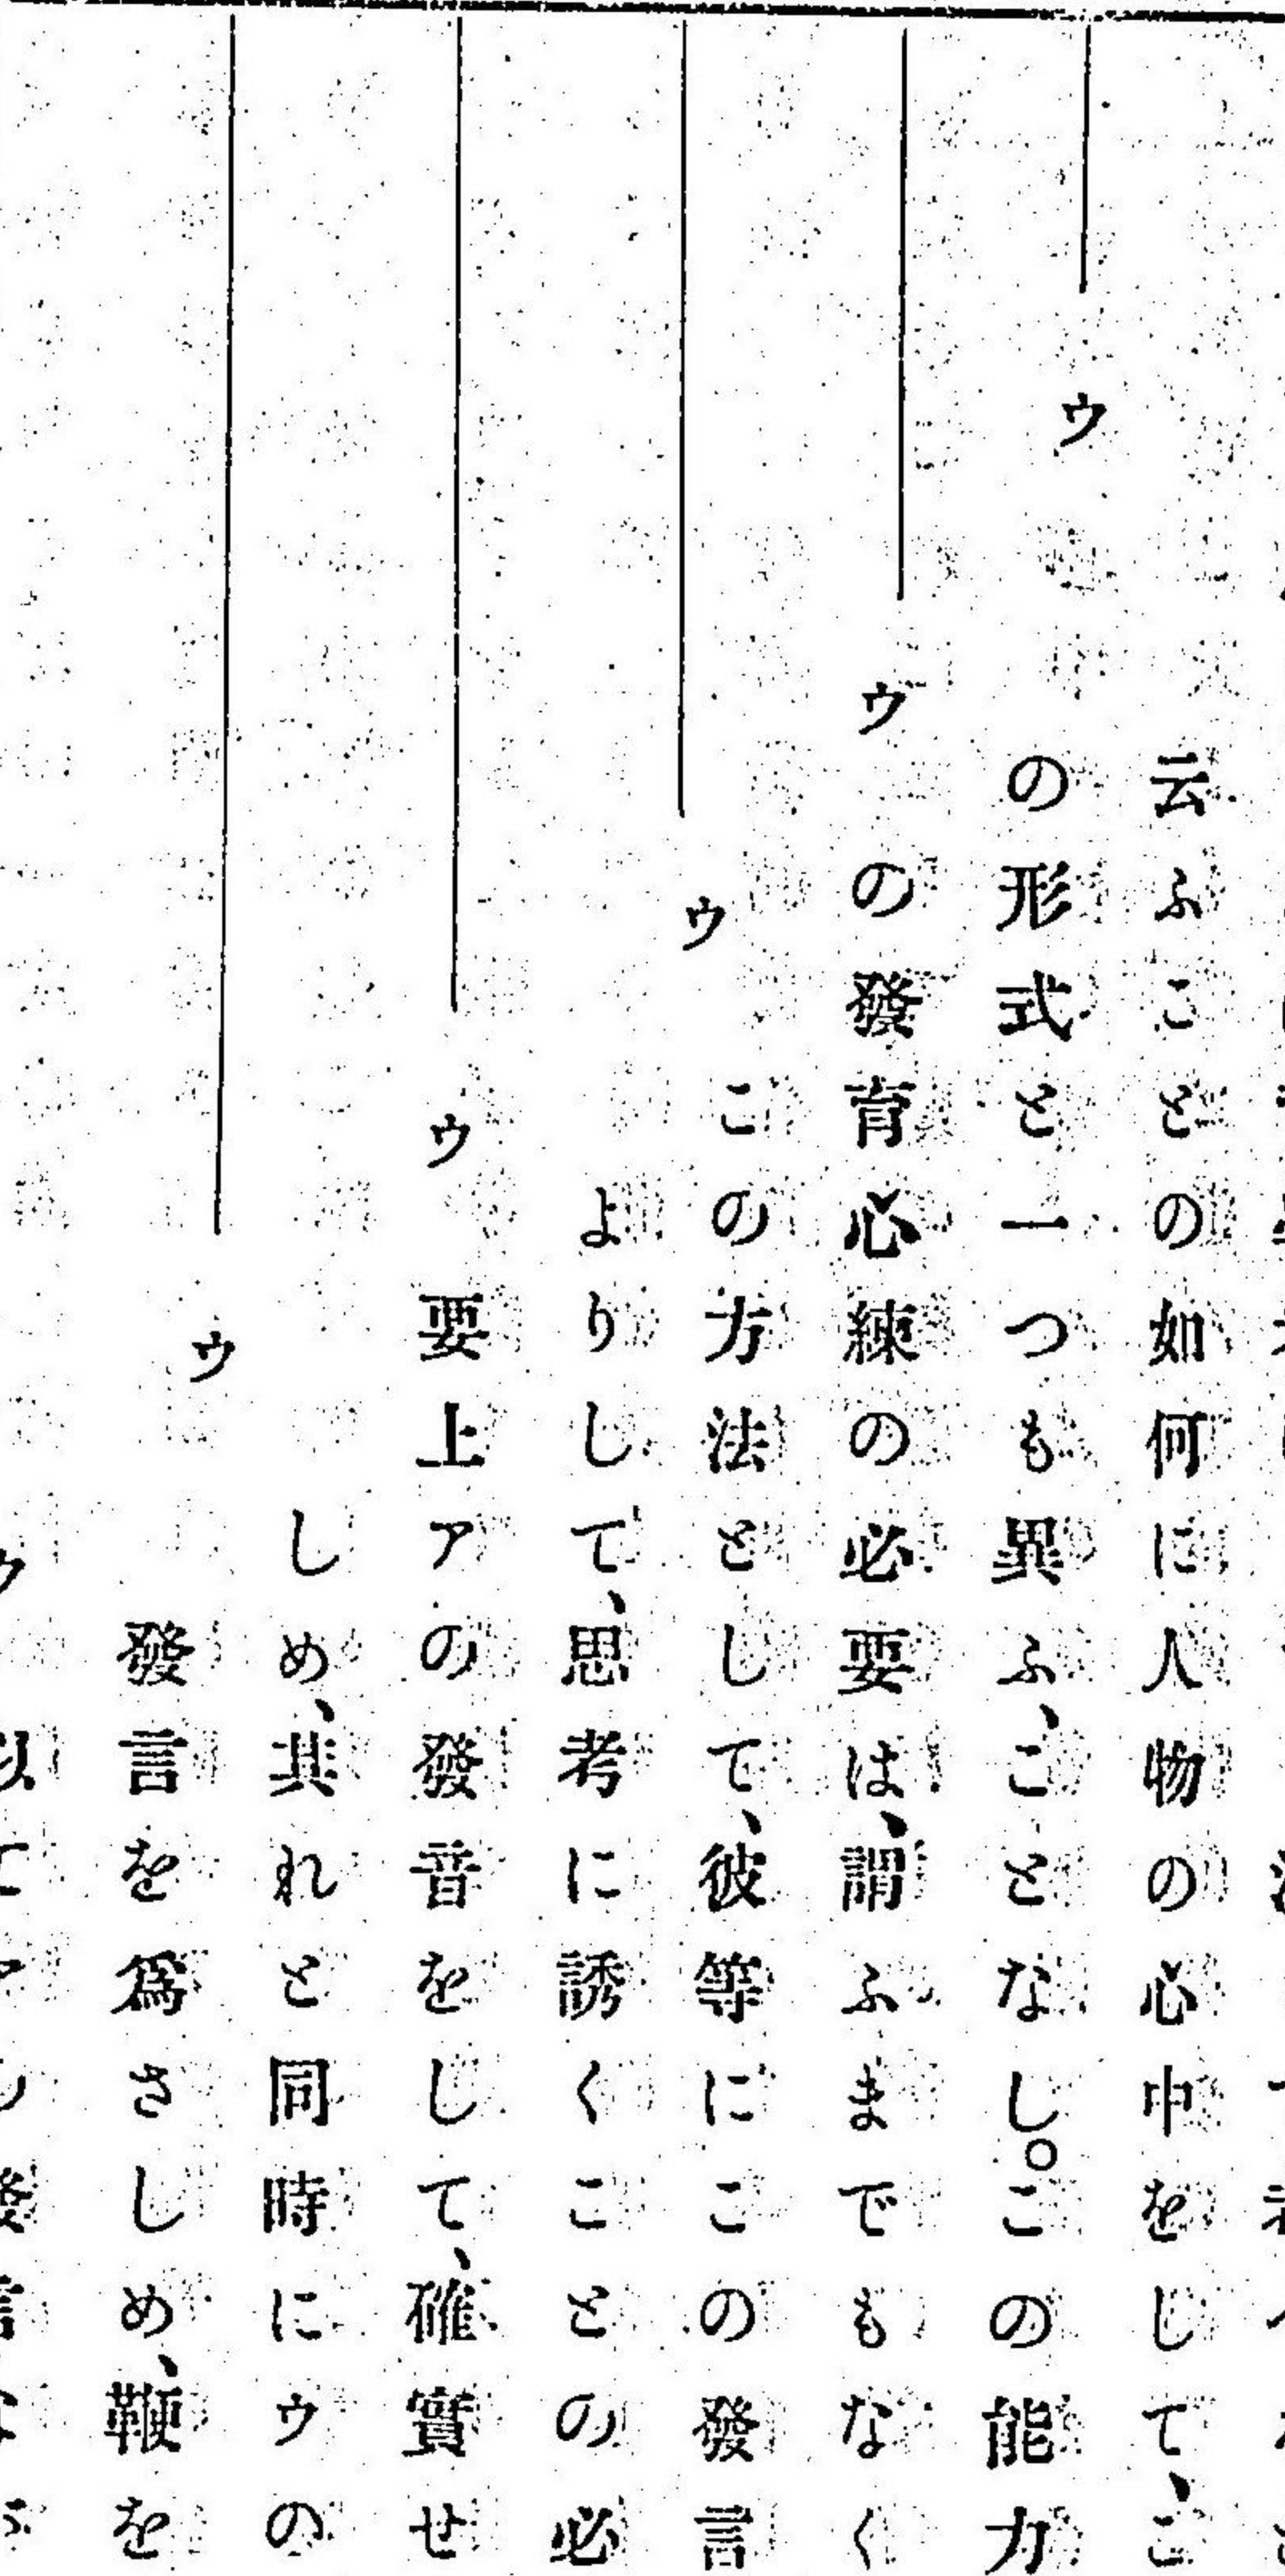 云ふことの如何に人物の心中をじして、こ
ウ
の形式と一つも異ふ、ことなし。この能力
ウ
の發育心練の必要は、謂ふまでもなく
ウ
この方法として、彼等にこの發言
よりして、思考に誘くことの必
ウ
要上アの發音をして、確實せ
しめ、共れと同時にウの
ウ
發言を爲さしめ、鞭を